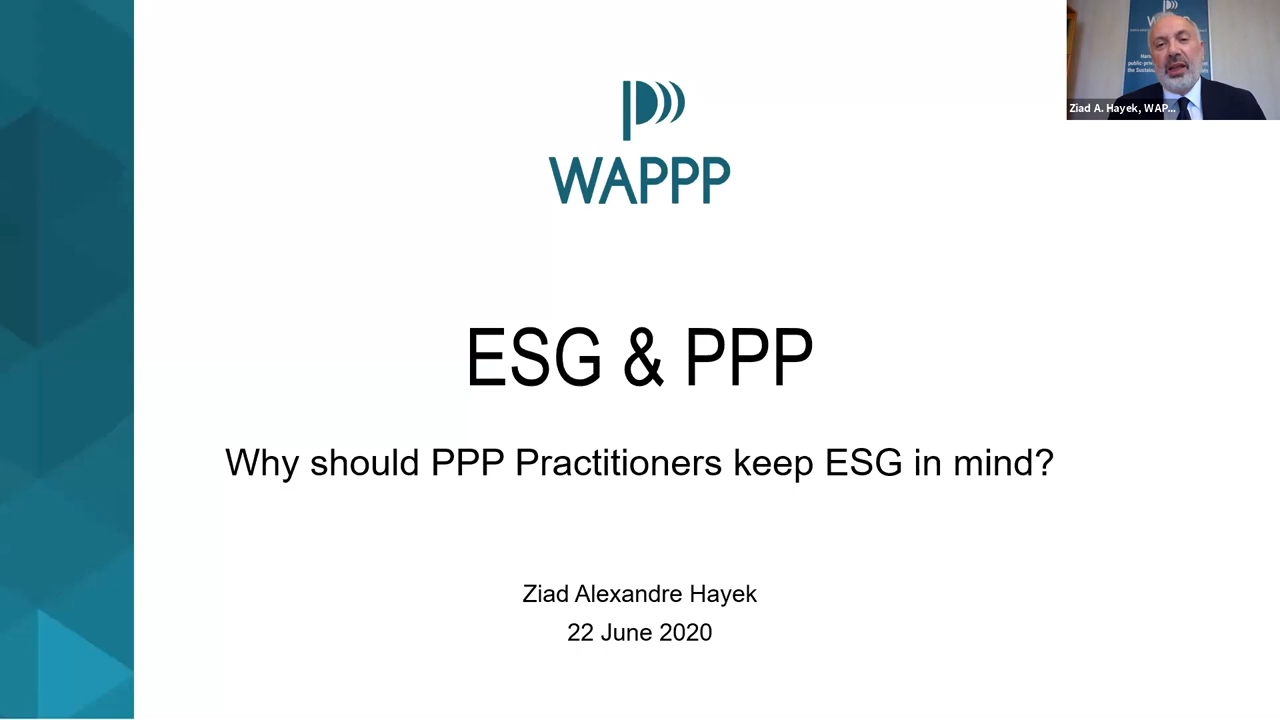 WAPPP
ESG & PPP
Why should PPP Practitioners keep ESG in mind?
Ziad Alexandre Hayek
22 June 2020
Ziad A. Hayek, WAP...